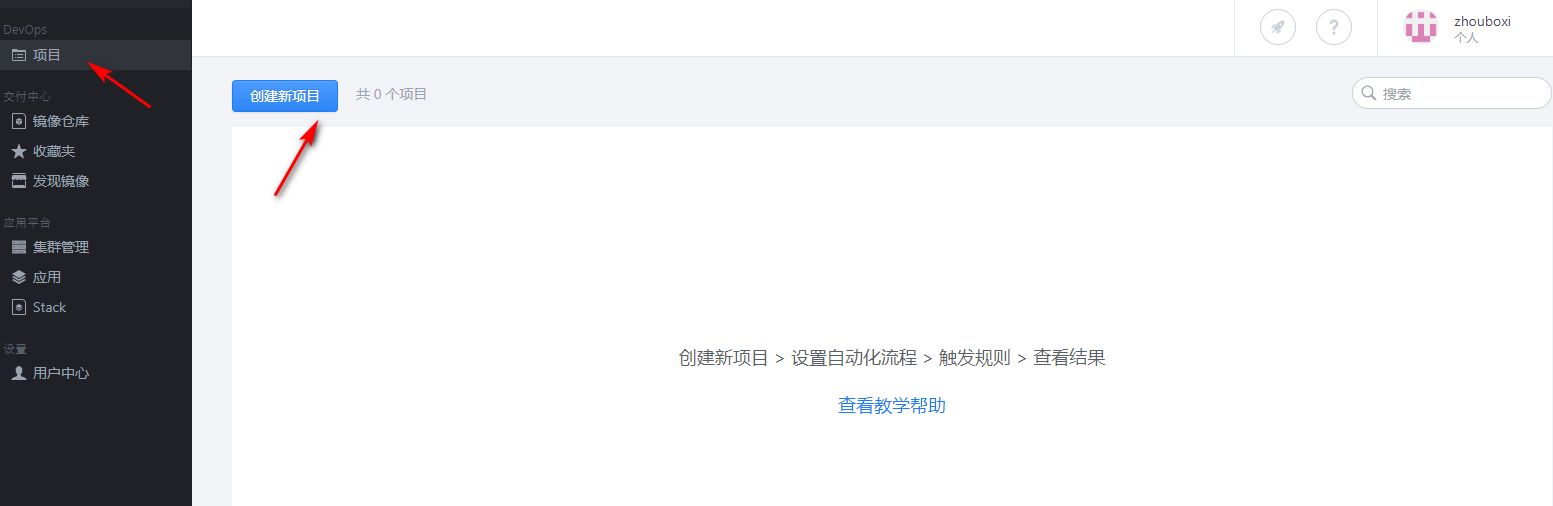 DevOps
项目
交付中心
镜像仓库
收藏夹
发现镜像
应用平台
集群管理
应用
Stack
设置
用户中心
?
zhouboxi
个人
创建新项目
共 0 个项目
搜索
创建新项目 > 设置自动化流程 > 触发规则 > 查看结果
查看教学帮助